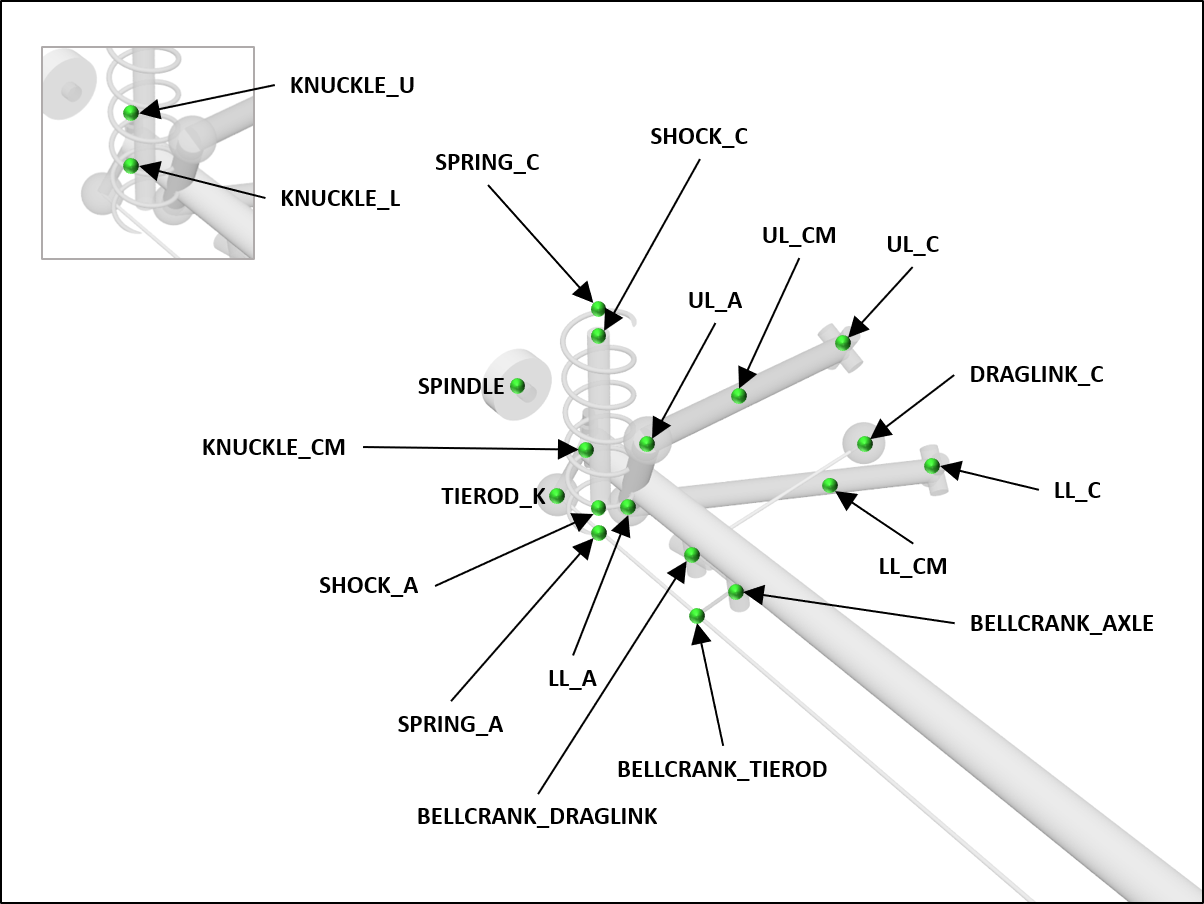 KNUCKLE_U
SHOCK_C
SPRING_C
KNUCKLE_L
UL_CM
UL_C
UL_A
DRAGLINK_C
SPINDLE
KNUCKLE_CM
LL_C
TIEROD_K
LL_CM
SHOCK_A
BELLCRANK_AXLE
LL_A
SPRING_A
BELLCRANK_TIEROD
BELLCRANK_DRAGLINK